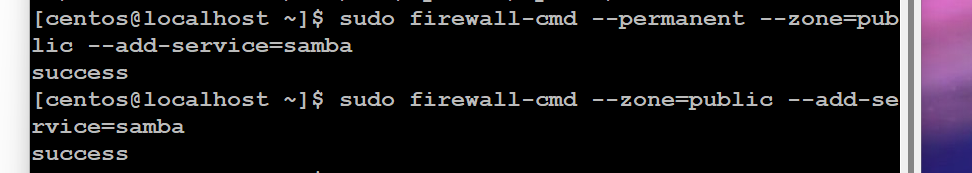 [centos@localhost ~]$ sudo firewall-cmd --permanent --zone=pub
lic --add-service=samba
success
[centos@localhost ~]$ sudo firewall-cmd --zone=public --add-se
rvice=samba
success